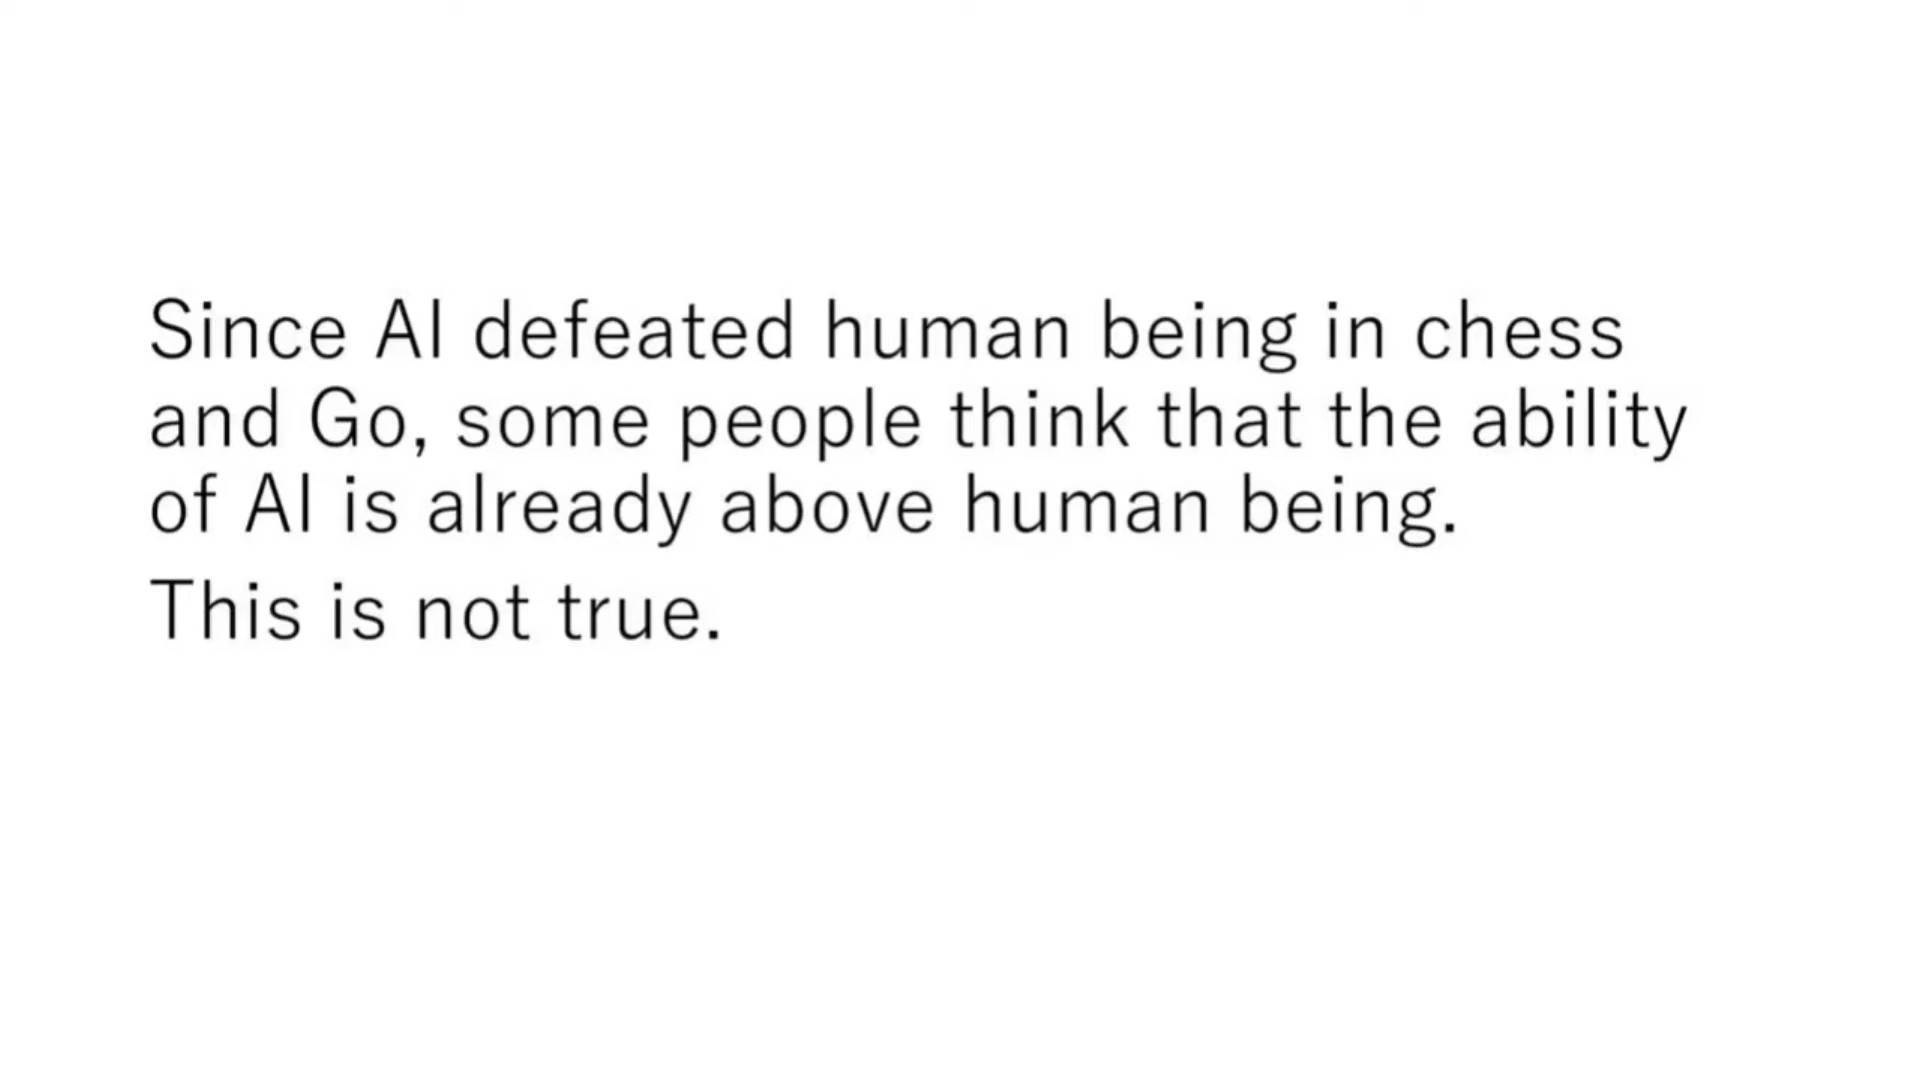 Since AI defeated human being in chess
and Go, some people think that the ability
of AI is already above human being.
This is not true.